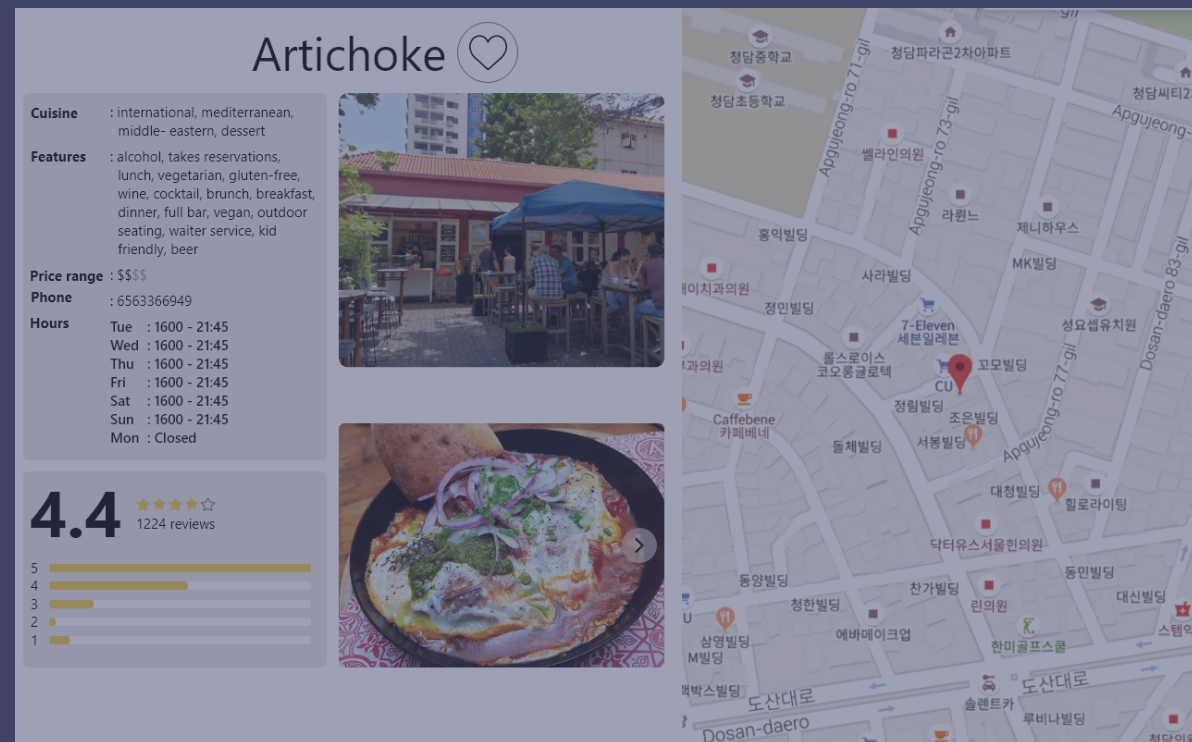 Artichoke
Cuisine : international, mediterranean,
middle- eastern, dessert
Features : alcohol, takes reservations,
lunch, vegetarian, gluten-free,
wine, cocktail, brunch, breakfast,
dinner, full bar, vegan, outdoor
seating, waiter service, kid
friendly, beer
Price range : $$$$
Phone : 6563366949
Hours
Tue : 1600 - 21:45
Wed : 1600 - 21:45
Thu : 1600 - 21:45
Fri : 1600 - 21:45
Sat : 1600 - 21:45
Sun : 1600 - 21:45
Mon : Closed
4.4
1224 reviews
5
4
3
2
1
청담중학교
청담초등학교
청담파라곤2차아파트
청담씨티2
Apgujeong-ro 71-gil
Apgujeong-ro 73-gil
Apgujeong-
벨라인의원
라뮌느
제니하우스
홍익빌딩
MK빌딩
사라빌딩
이치과의원
정민빌딩
7-Eleven
세븐일레븐
성요셉유치원
Dosan-daero 83-gil
롤스로이스
코오롱글로텍
꼬모빌딩
과의원
CU
정림빌딩
조은빌딩
Caffebene
카페베네
돌체빌딩
서봉빌딩
Apgujeong-ro 77-gil
대청빌딩
힐로라이팅
닥터유스서울힌의원
동양빌딩
찬가빌딩
동민빌딩
U
청한빌딩
린의원
대신빌딩
삼영빌딩
에바메이크업
스템
M빌딩
한미골프스쿨
팩박스빌딩
도산대로
도산대로
솔렌트카
루비나빌딩
Dosan-daero
청담의